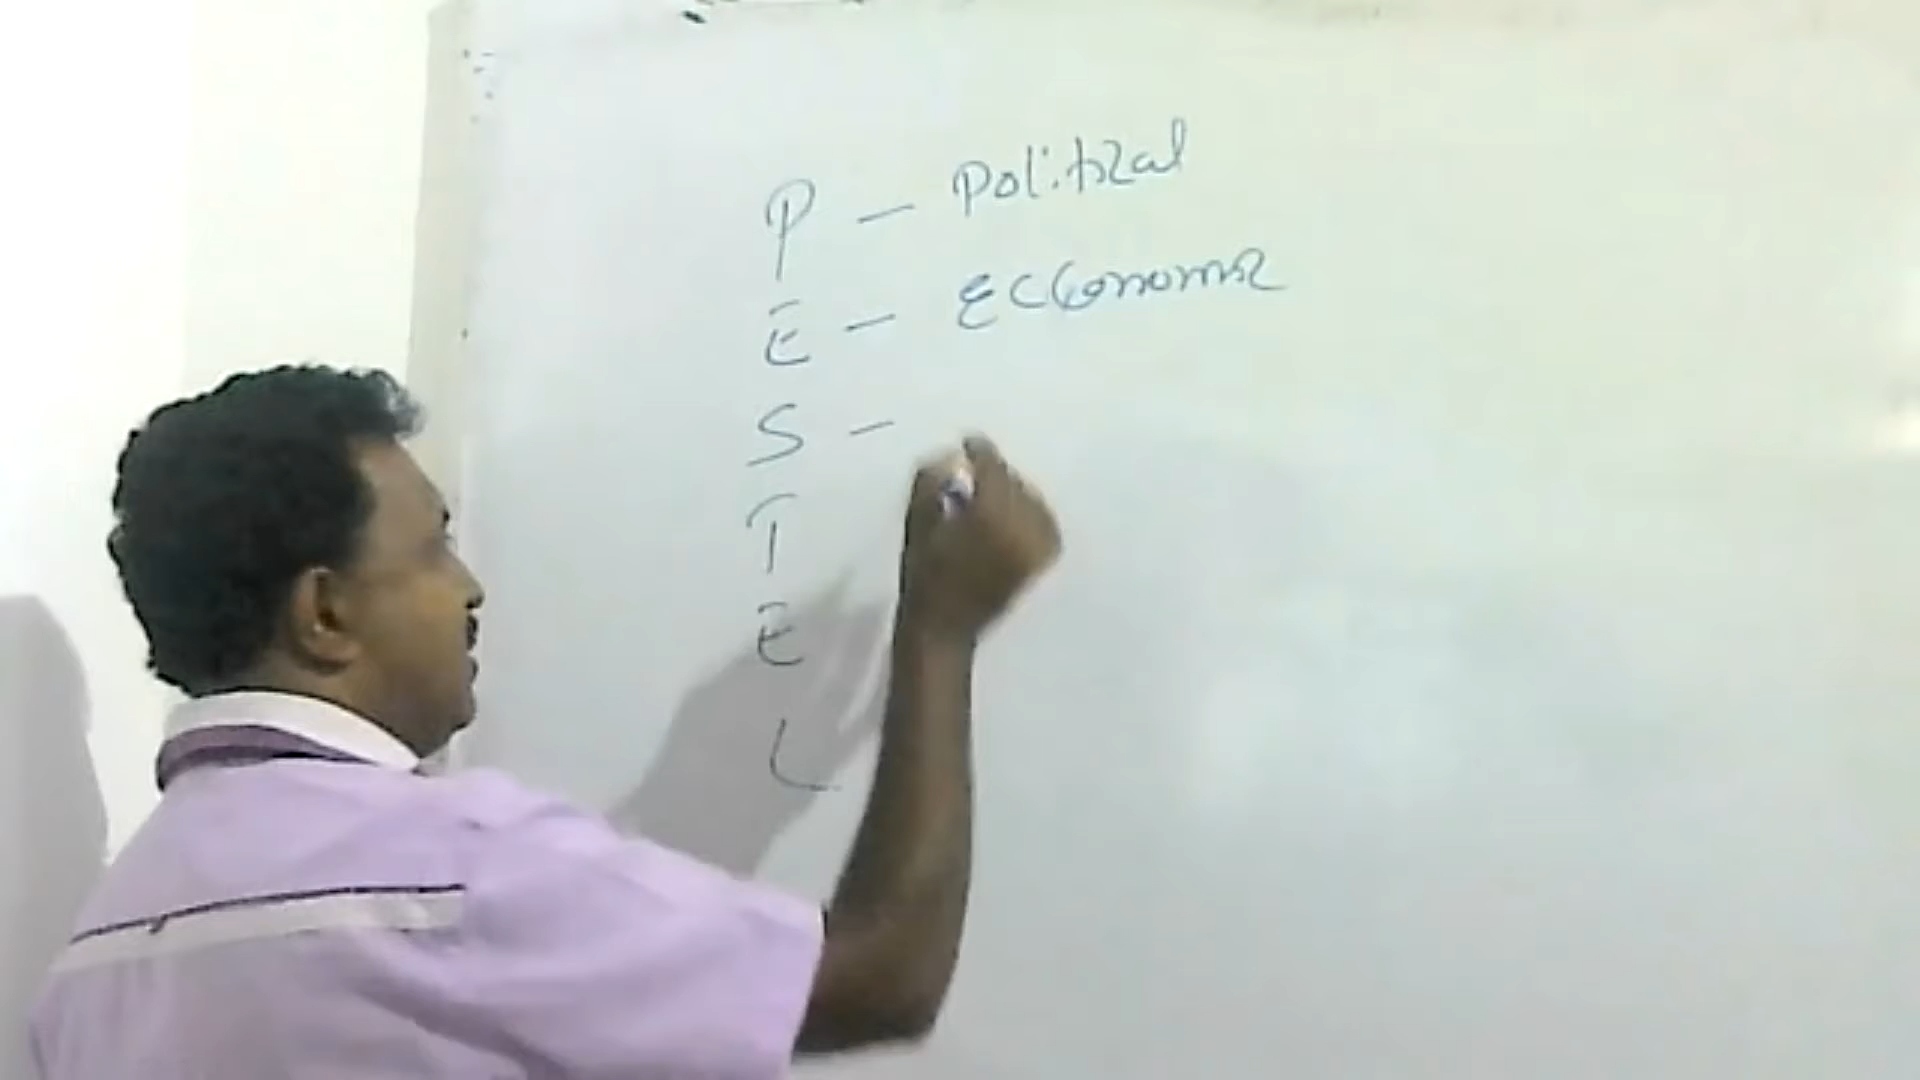 P - Political
E - Economic
S -
T
E
L